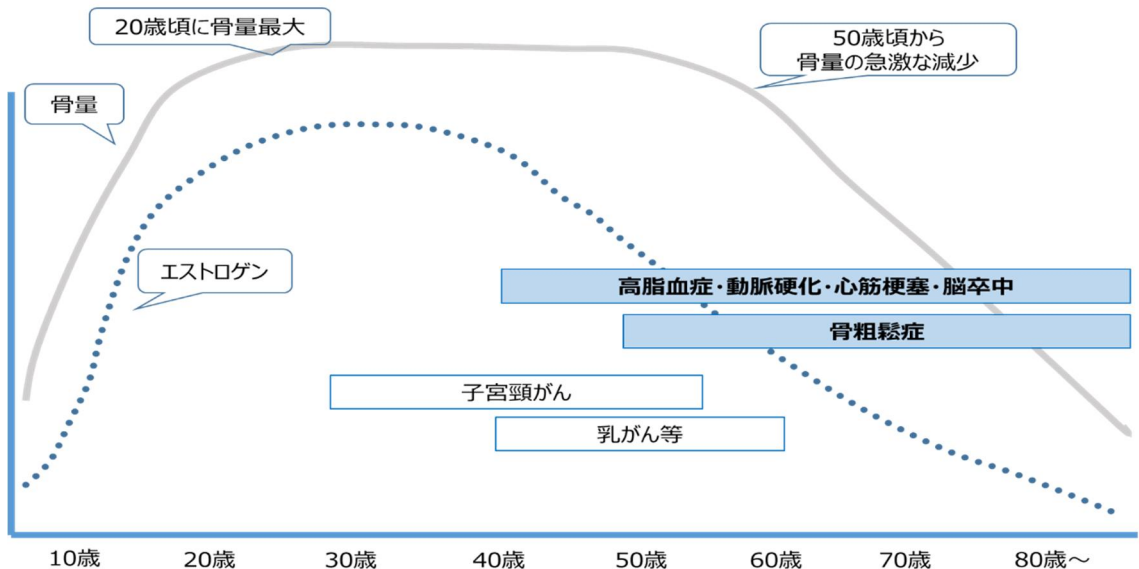 20歳頃に骨量最大
50歳頃から
骨量の急激な減少
骨量
エストロゲン
高脂血症・動脈硬化・心筋梗塞・脳卒中
骨粗鬆症
子宮頸がん
乳がん等
10歳 20歳 30歳 40歳 50歳 60歳 70歳 80歳～